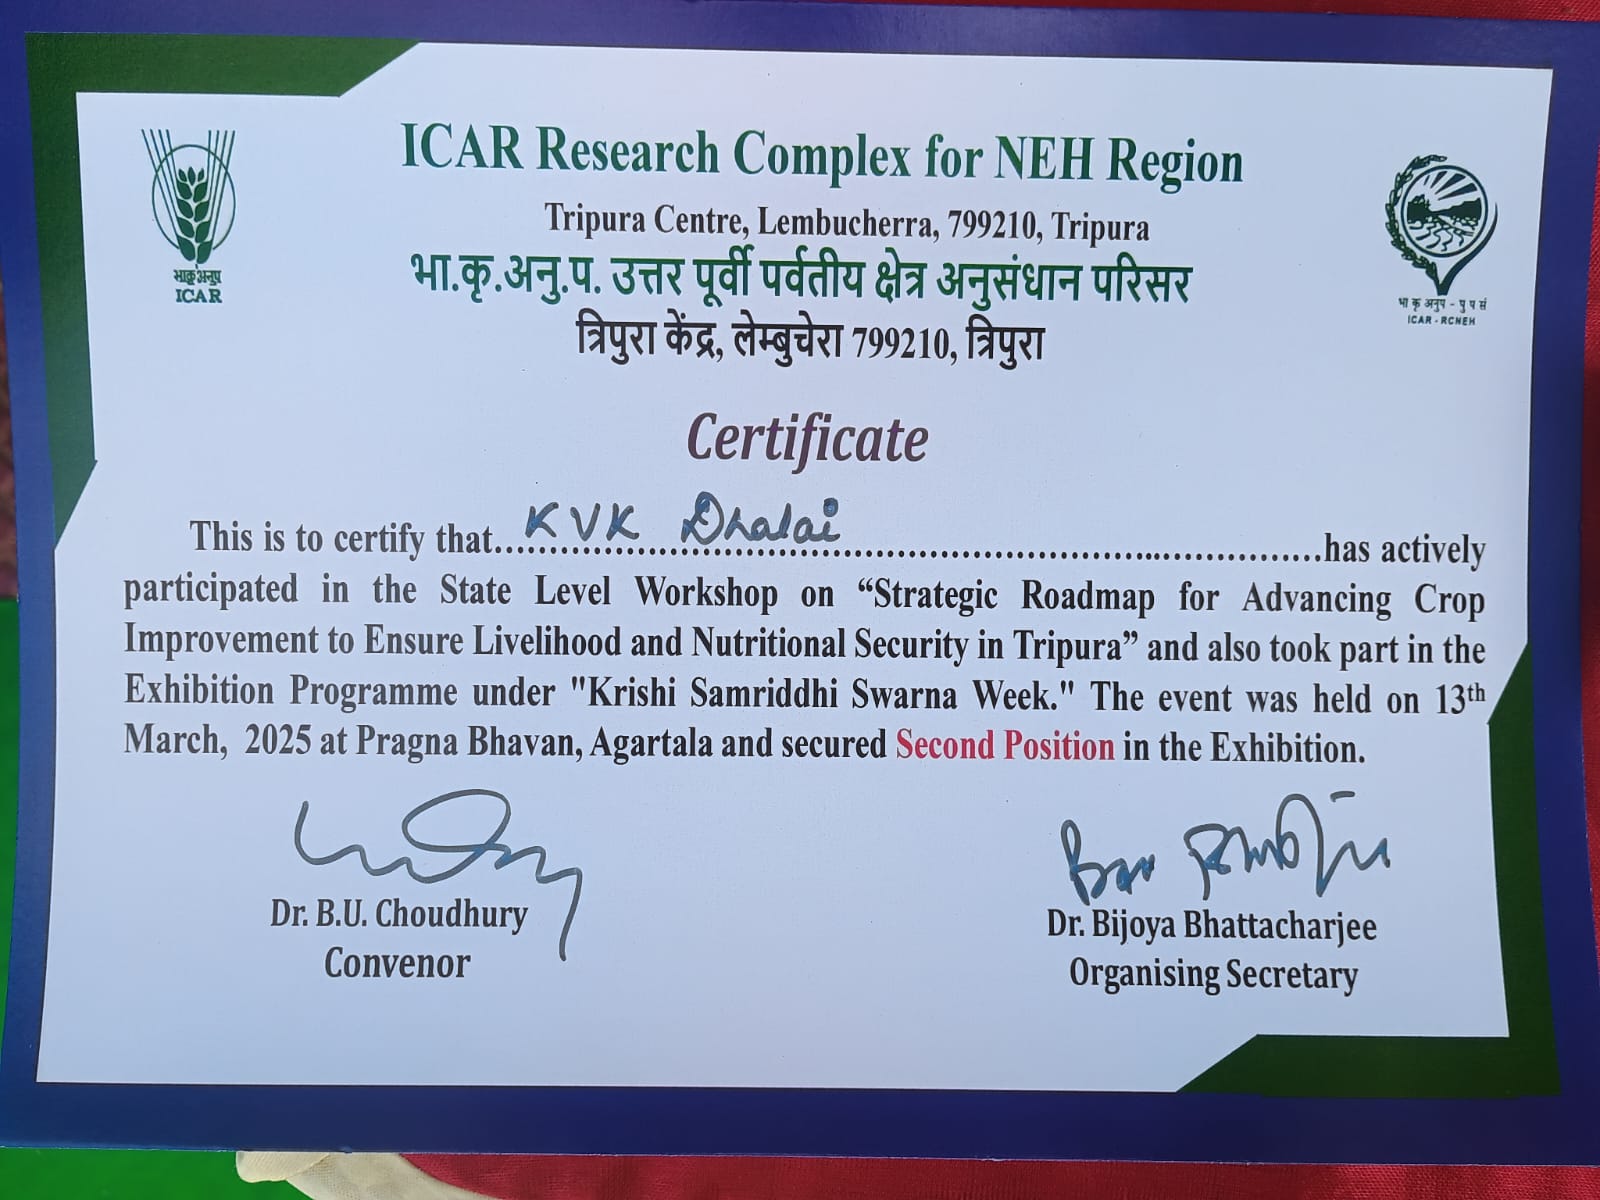 भाकृअनुप
ICAR
ICAR Research Complex for NEH Region
Tripura Centre, Lembucherra, 799210, Tripura
भा.कृ.अनु.प. उत्तर पूर्वी पर्वतीय क्षेत्र अनुसंधान परिसर
त्रिपुरा केंद्र, लेम्बुचेरा 799210, त्रिपुरा
भा कृ अनुप - पु प सं
ICAR - RCNEH
Certificate
This is to certify that....KVK Dhalai....has actively
participated in the State Level Workshop on “Strategic Roadmap for Advancing Crop
Improvement to Ensure Livelihood and Nutritional Security in Tripura” and also took part in the
Exhibition Programme under "Krishi Samriddhi Swarna Week." The event was held on 13th
March, 2025 at Pragna Bhavan, Agartala and secured Second Position in the Exhibition.
Dr. B.U. Choudhury
Convenor
Dr. Bijoya Bhattacharjee
Organising Secretary